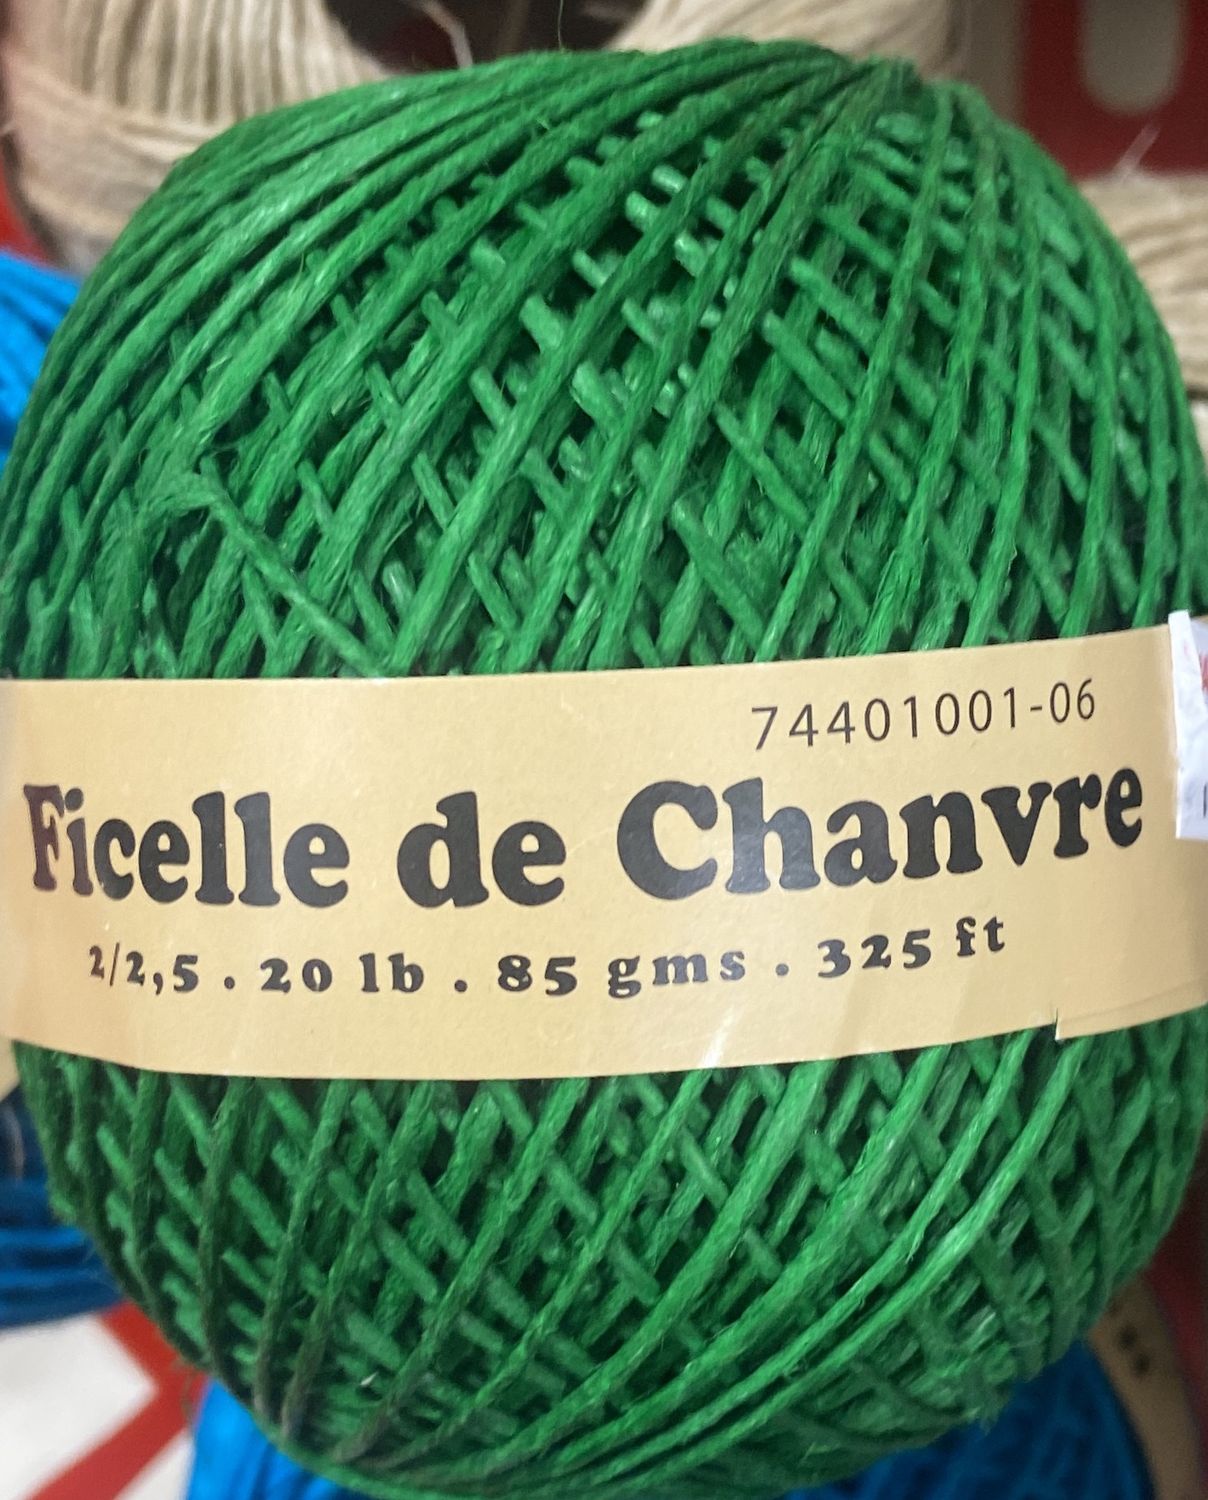 74401001-06
Ficelle de Chanvre
2/2,5 . 20 lb . 85 gms . 325 ft